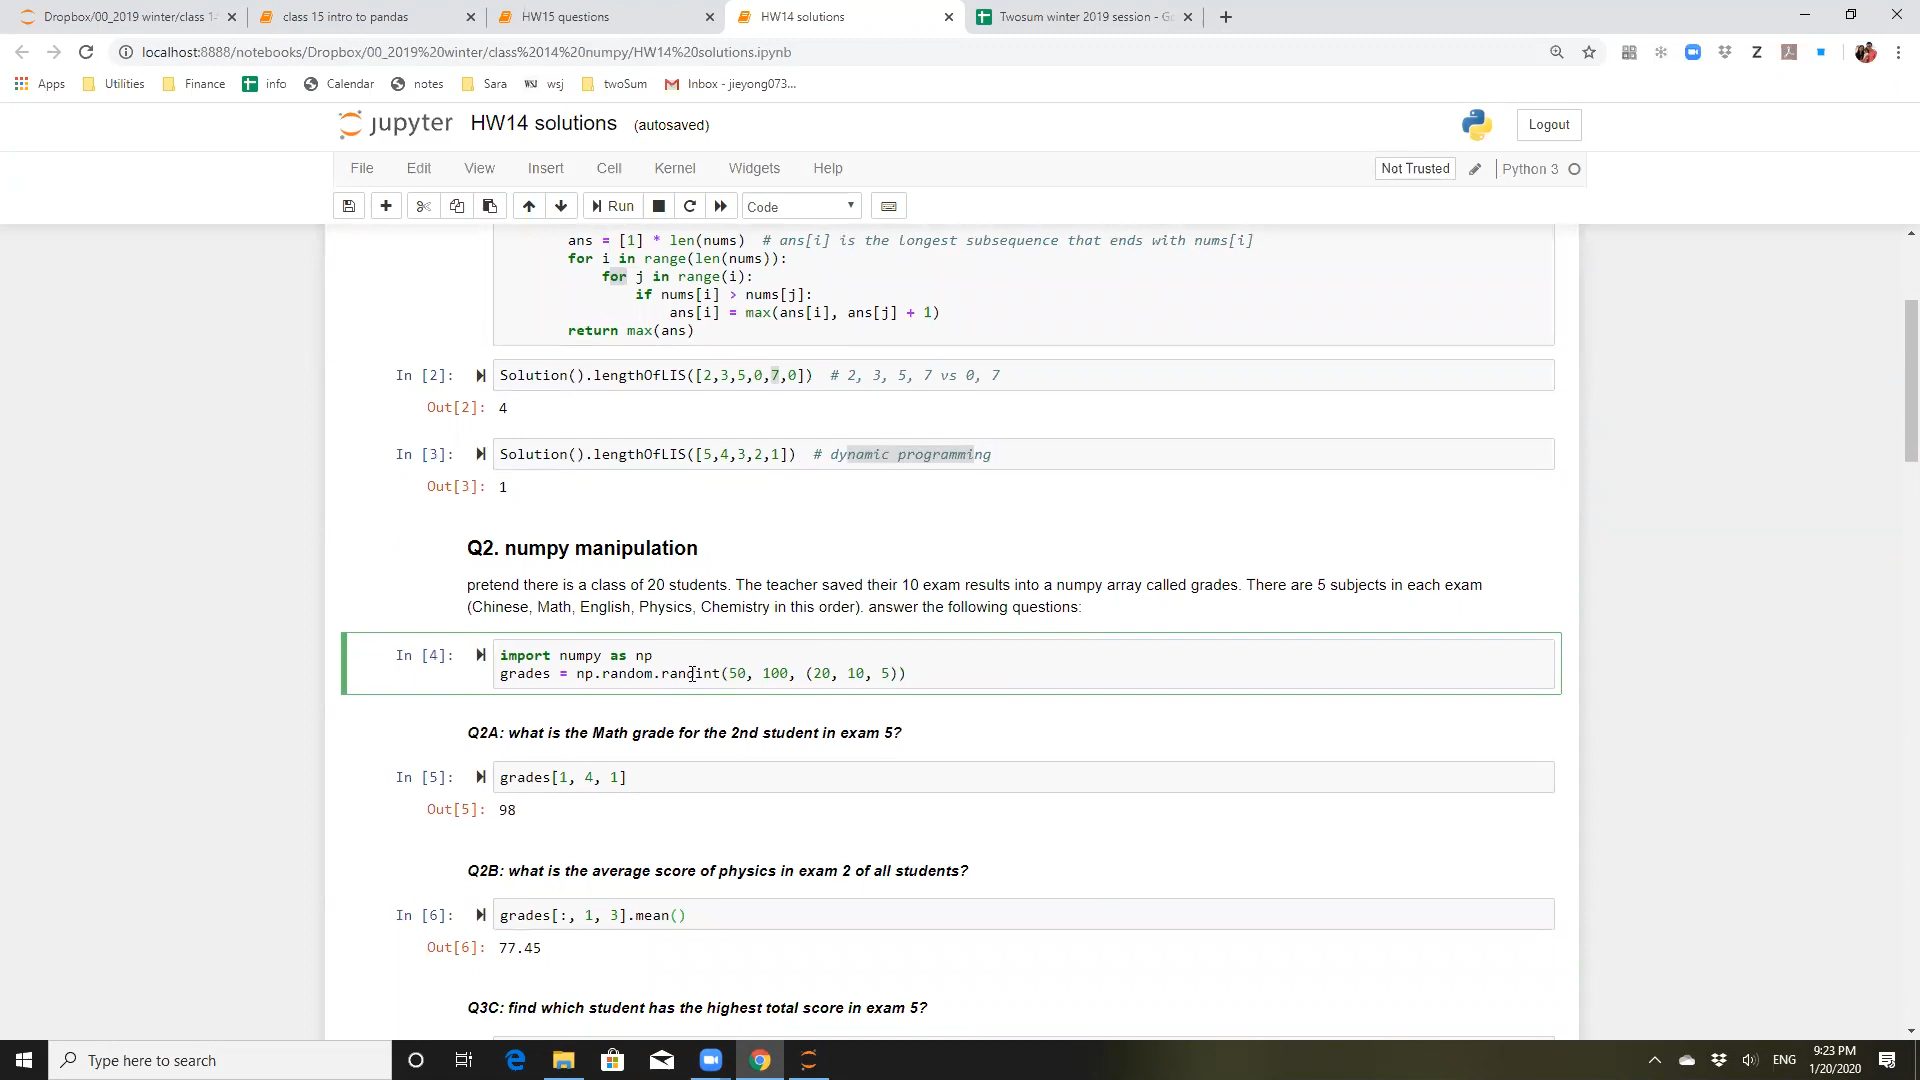 Dropbox/00_2019 winter/class 1
class 15 intro to pandas
HW15 questions
HW14 solutions
Twosum winter 2019 session - Go
localhost:8888/notebooks/Dropbox/00_2019%20winter/class%2014%20numpy/HW14%20solutions.ipynb
Apps
Utilities
Finance
info
Calendar
notes
Sara
WSJ
wsj
twoSum
Inbox - jieyong073...
jupyter HW14 solutions (autosaved)
Logout
File Edit View Insert Cell Kernel Widgets Help
Not Trusted
Python 3
Run
Code
ans = [1] * len(nums)  # ans[i] is the longest subsequence that ends with nums[i]
for i in range(len(nums)):
for j in range(i):
if nums[i] > nums[j]:
ans[i] = max(ans[i], ans[j] + 1)
return max(ans)
In [2]: Solution().lengthOfLIS([2,3,5,0,7,0])  # 2, 3, 5, 7 vs 0, 7
Out[2]: 4
In [3]: Solution().lengthOfLIS([5,4,3,2,1])  # dynamic programming
Out[3]: 1
Q2. numpy manipulation
pretend there is a class of 20 students. The teacher saved their 10 exam results into a numpy array called grades. There are 5 subjects in each exam
(Chinese, Math, English, Physics, Chemistry in this order). answer the following questions:
In [4]: import numpy as np
grades = np.random.randint(50, 100, (20, 10, 5))
Q2A: what is the Math grade for the 2nd student in exam 5?
In [5]: grades[1, 4, 1]
Out[5]: 98
Q2B: what is the average score of physics in exam 2 of all students?
In [6]: grades[:, 1, 3].mean()
Out[6]: 77.45
Q3C: find which student has the highest total score in exam 5?
Type here to search
ENG
9:23 PM
1/20/2020